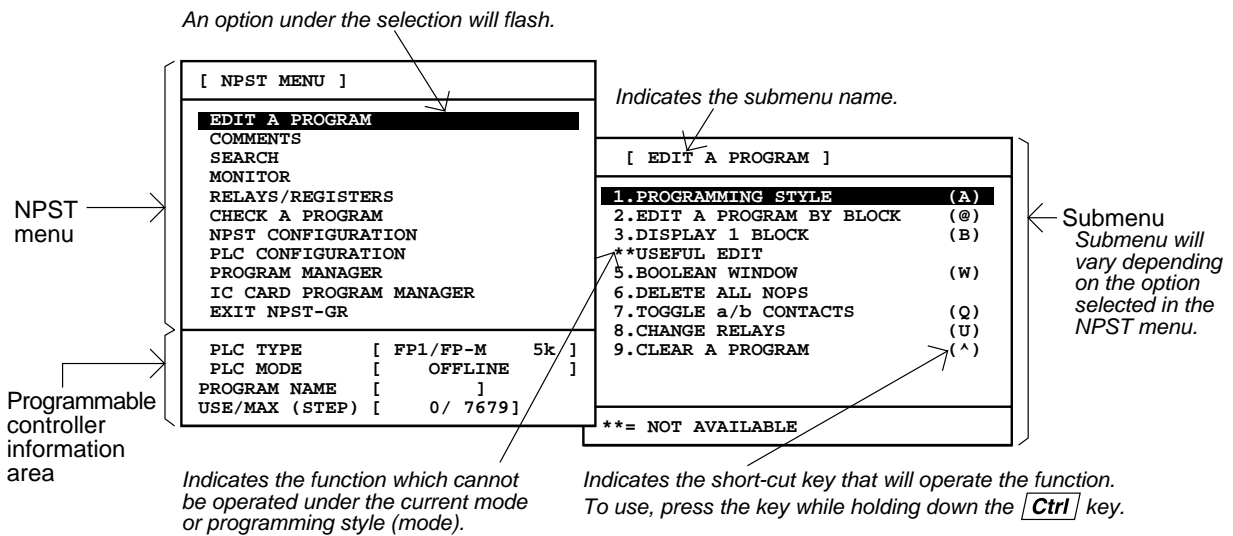 An option under the selection will flash.
[ NPST MENU ]
EDIT A PROGRAM
COMMENTS
SEARCH
MONITOR
RELAYS/REGISTERS
CHECK A PROGRAM
NPST CONFIGURATION
PLC CONFIGURATION
PROGRAM MANAGER
IC CARD PROGRAM MANAGER
EXIT NPST-GR
PLC TYPE [ FP1/FP-M 5k ]
PLC MODE [ OFFLINE ]
PROGRAM NAME [ ]
USE/MAX (STEP) [ 0/ 7679]
NPST
menu
Programmable
controller
information
area
Indicates the submenu name.
[ EDIT A PROGRAM ]
1.PROGRAMMING STYLE (A)
2.EDIT A PROGRAM BY BLOCK (@)
3.DISPLAY 1 BLOCK (B)
**USEFUL EDIT
5.BOOLEAN WINDOW (W)
6.DELETE ALL NOPS
7.TOGGLE a/b CONTACTS (Q)
8.CHANGE RELAYS (U)
9.CLEAR A PROGRAM (^)
**= NOT AVAILABLE
Submenu
Submenu will
vary depending
on the option
selected in the
NPST menu.
Indicates the function which cannot
be operated under the current mode
or programming style (mode).
Indicates the short-cut key that will operate the function.
To use, press the key while holding down the Ctrl key.